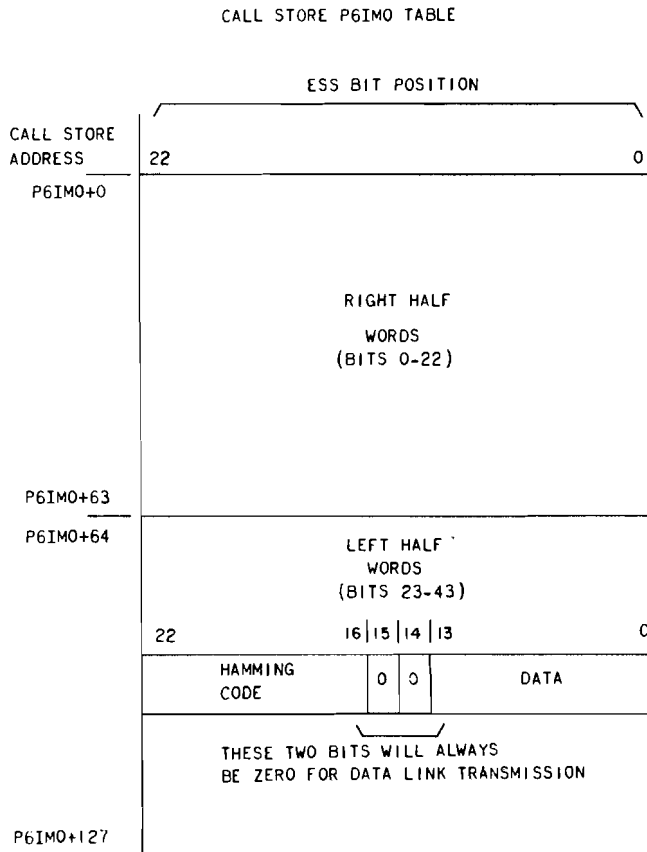 CALL STORE P6IMO TABLE
ESS BIT POSITION
CALL STORE
ADDRESS 22 0
P6IMO+0
RIGHT HALF
WORDS
(BITS 0-22)
P6IMO+63
P6IMO+64
LEFT HALF
WORDS
(BITS 23-43)
22 16|15|14|13 0
HAMMING
CODE 0 0 DATA
THESE TWO BITS WILL ALWAYS
BE ZERO FOR DATA LINK TRANSMISSION
P6IMO+127